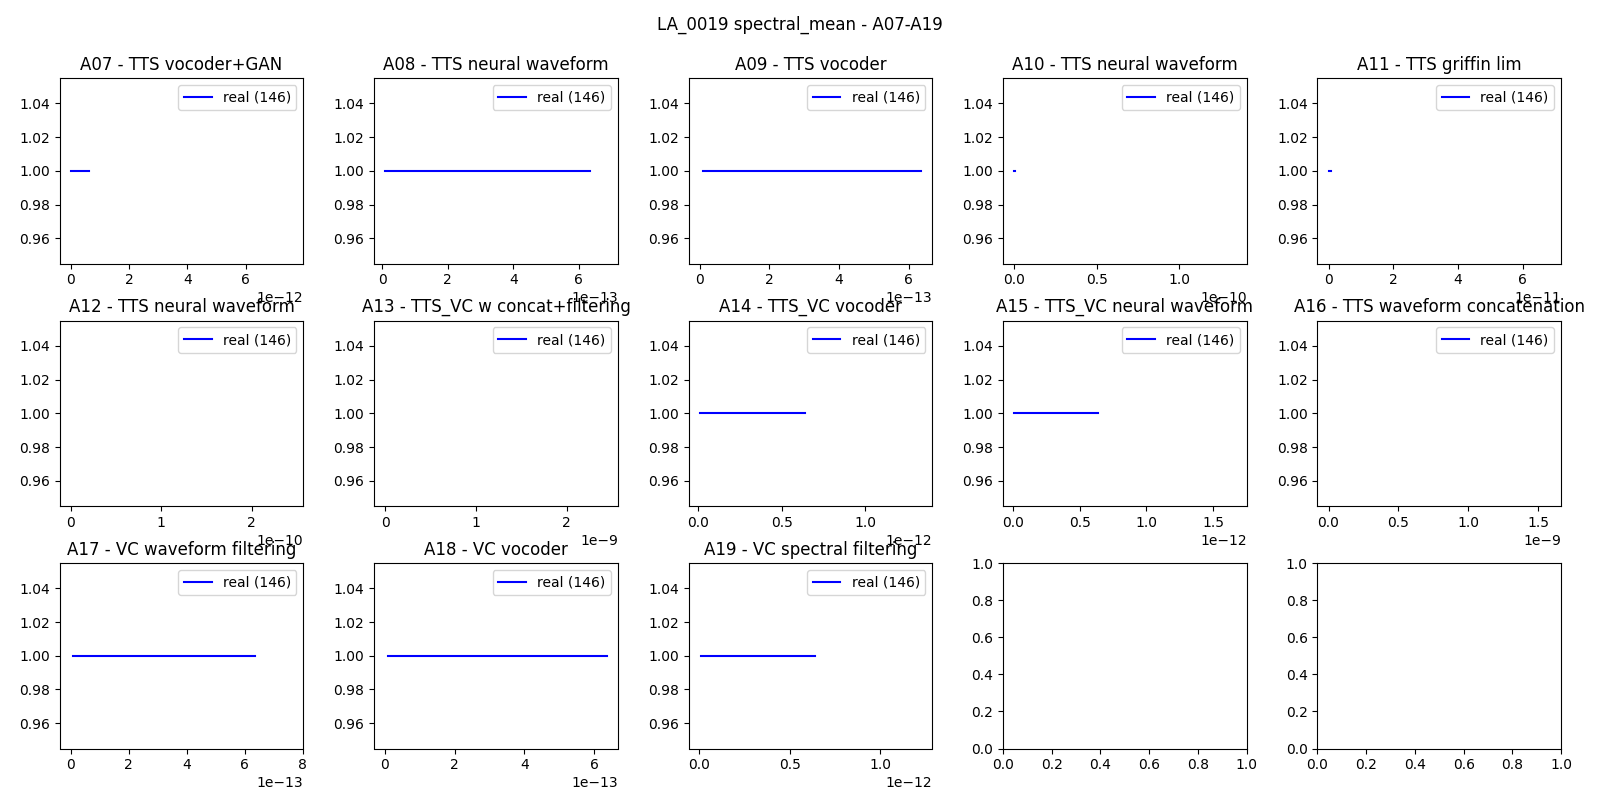 LA_0019 spectral_mean - A07-A19
A07 - TTS vocoder+GAN
real (146)
1.04
1.02
1.00
0.98
0.96
0 2 4 6
1e−12
A08 - TTS neural waveform
real (146)
1.04
1.02
1.00
0.98
0.96
0 2 4 6
1e−13
A09 - TTS vocoder
real (146)
1.04
1.02
1.00
0.98
0.96
0 2 4 6
1e−13
A10 - TTS neural waveform
real (146)
1.04
1.02
1.00
0.98
0.96
0.0 0.5 1.0
1e−10
A11 - TTS griffin lim
real (146)
1.04
1.02
1.00
0.98
0.96
0 2 4 6
1e−11
A12 - TTS neural waveform
real (146)
1.04
1.02
1.00
0.98
0.96
0 1 2
1e−10
A13 - TTS_VC w concat+filtering
real (146)
1.04
1.02
1.00
0.98
0.96
0 1 2
1e−9
A14 - TTS_VC vocoder
real (146)
1.04
1.02
1.00
0.98
0.96
0.0 0.5 1.0
1e−12
A15 - TTS_VC neural waveform
real (146)
1.04
1.02
1.00
0.98
0.96
0.0 0.5 1.0 1.5
1e−12
A16 - TTS waveform concatenation
real (146)
1.04
1.02
1.00
0.98
0.96
0.0 0.5 1.0 1.5
1e−9
A17 - VC waveform filtering
real (146)
1.04
1.02
1.00
0.98
0.96
0 2 4 6 8
1e−13
A18 - VC vocoder
real (146)
1.04
1.02
1.00
0.98
0.96
0 2 4 6
1e−13
A19 - VC spectral filtering
real (146)
1.04
1.02
1.00
0.98
0.96
0.0 0.5 1.0
1e−12
1.0
0.8
0.6
0.4
0.2
0.0
0.0 0.2 0.4 0.6 0.8 1.0
1.0
0.8
0.6
0.4
0.2
0.0
0.0 0.2 0.4 0.6 0.8 1.0